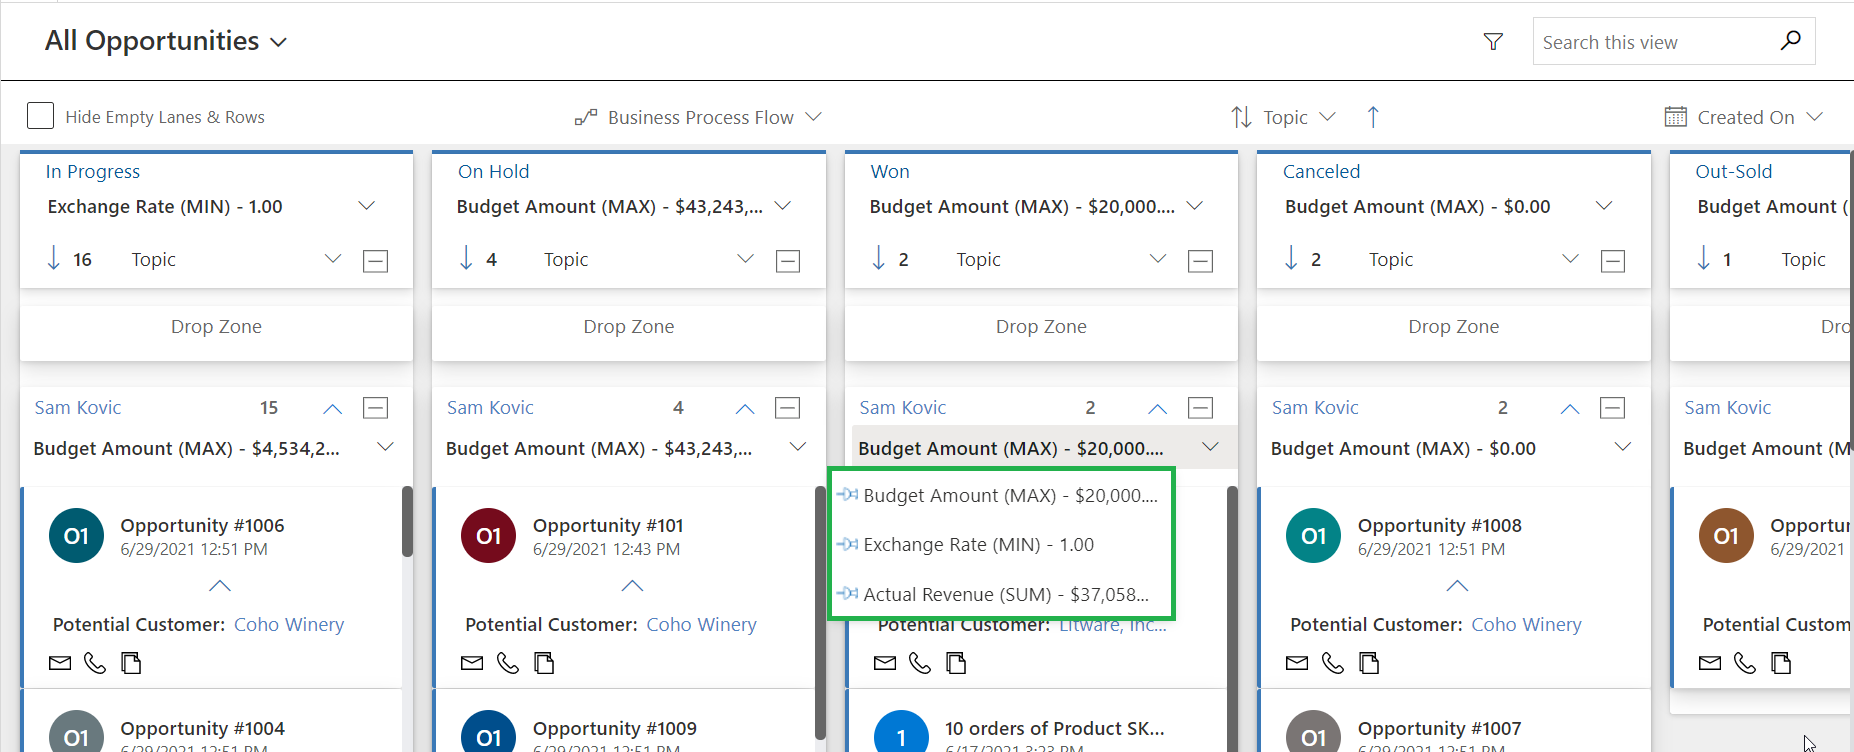 All Opportunities
Search this view
Hide Empty Lanes & Rows
Business Process Flow
Topic
Created On
In Progress
Exchange Rate (MIN) - 1.00
16 Topic
Drop Zone
Sam Kovic 15
Budget Amount (MAX) - $4,534,2...
O1
Opportunity #1006
6/29/2021 12:51 PM
Potential Customer: Coho Winery
O1
Opportunity #1004
6/29/2021 12:51 PM
On Hold
Budget Amount (MAX) - $43,243,...
4 Topic
Drop Zone
Sam Kovic 4
Budget Amount (MAX) - $43,243,...
O1
Opportunity #101
6/29/2021 12:43 PM
Potential Customer: Coho Winery
O1
Opportunity #1009
6/29/2021 12:51 PM
Won
Budget Amount (MAX) - $20,000....
2 Topic
Drop Zone
Sam Kovic 2
Budget Amount (MAX) - $20,000....
Budget Amount (MAX) - $20,000....
Exchange Rate (MIN) - 1.00
Actual Revenue (SUM) - $37,058...
Potential Customer: Litware, Inc...
1
10 orders of Product SK...
6/17/2021 3:23 PM
Canceled
Budget Amount (MAX) - $0.00
2 Topic
Drop Zone
Sam Kovic 2
Budget Amount (MAX) - $0.00
O1
Opportunity #1008
6/29/2021 12:51 PM
Potential Customer: Coho Winery
O1
Opportunity #1007
6/29/2021 12:51 PM
Out-Sold
Budget Amount (
1 Topic
Dro
Sam Kovic
Budget Amount (M
O1
Opportu
6/29/2021
Potential Custom